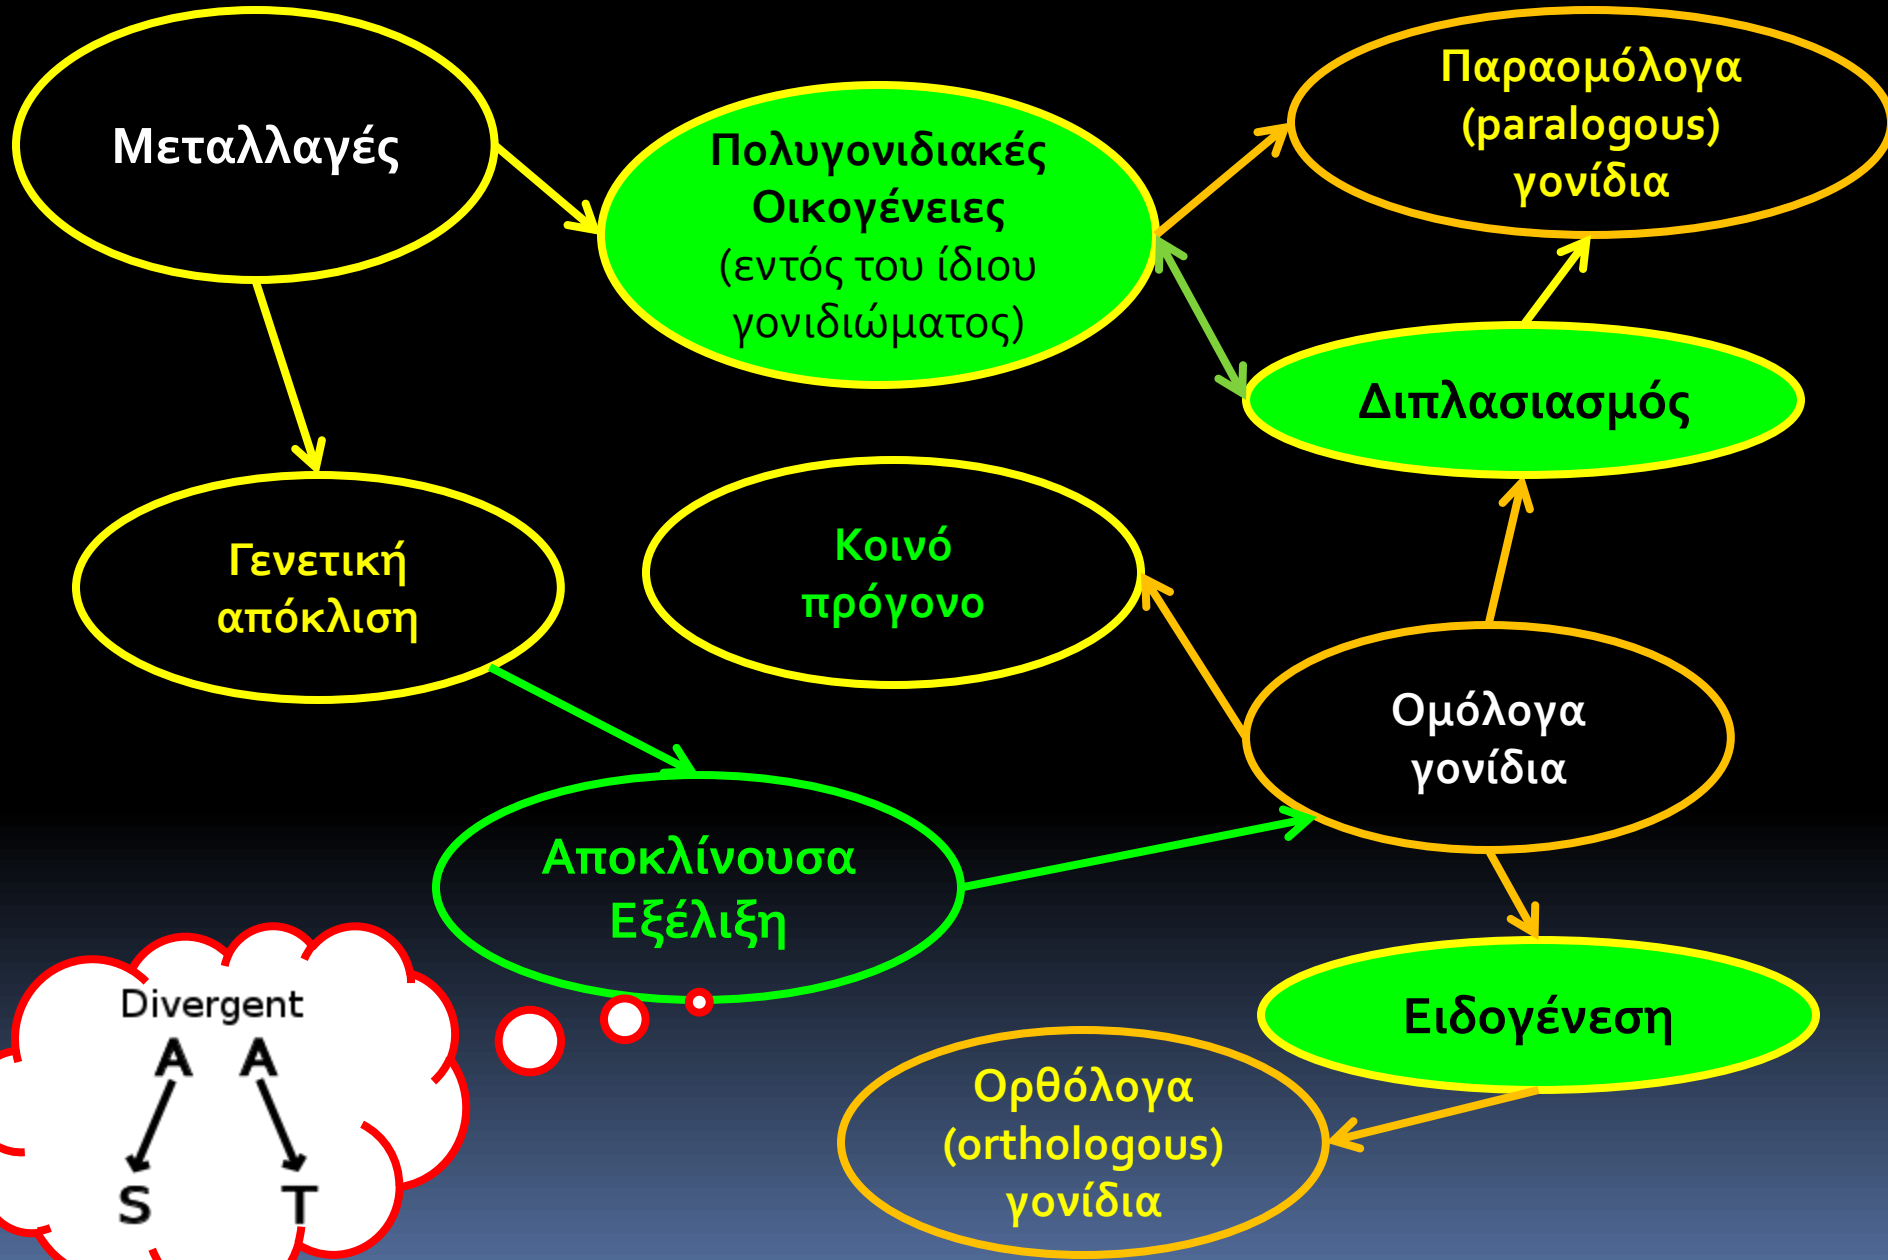 Μεταλλαγές
Πολυγονιδιακές
Οικογένειες
(εντός του ίδιου
γονιδιώματος)
Παραομόλογα
(paralogous)
γονίδια
Διπλασιασμός
Γενετική
απόκλιση
Κοινό
πρόγονο
Ομόλογα
γονίδια
Αποκλίνουσα
Εξέλιξη
Ειδογένεση
Ορθόλογα
(orthologous)
γονίδια
Divergent
A A
S T